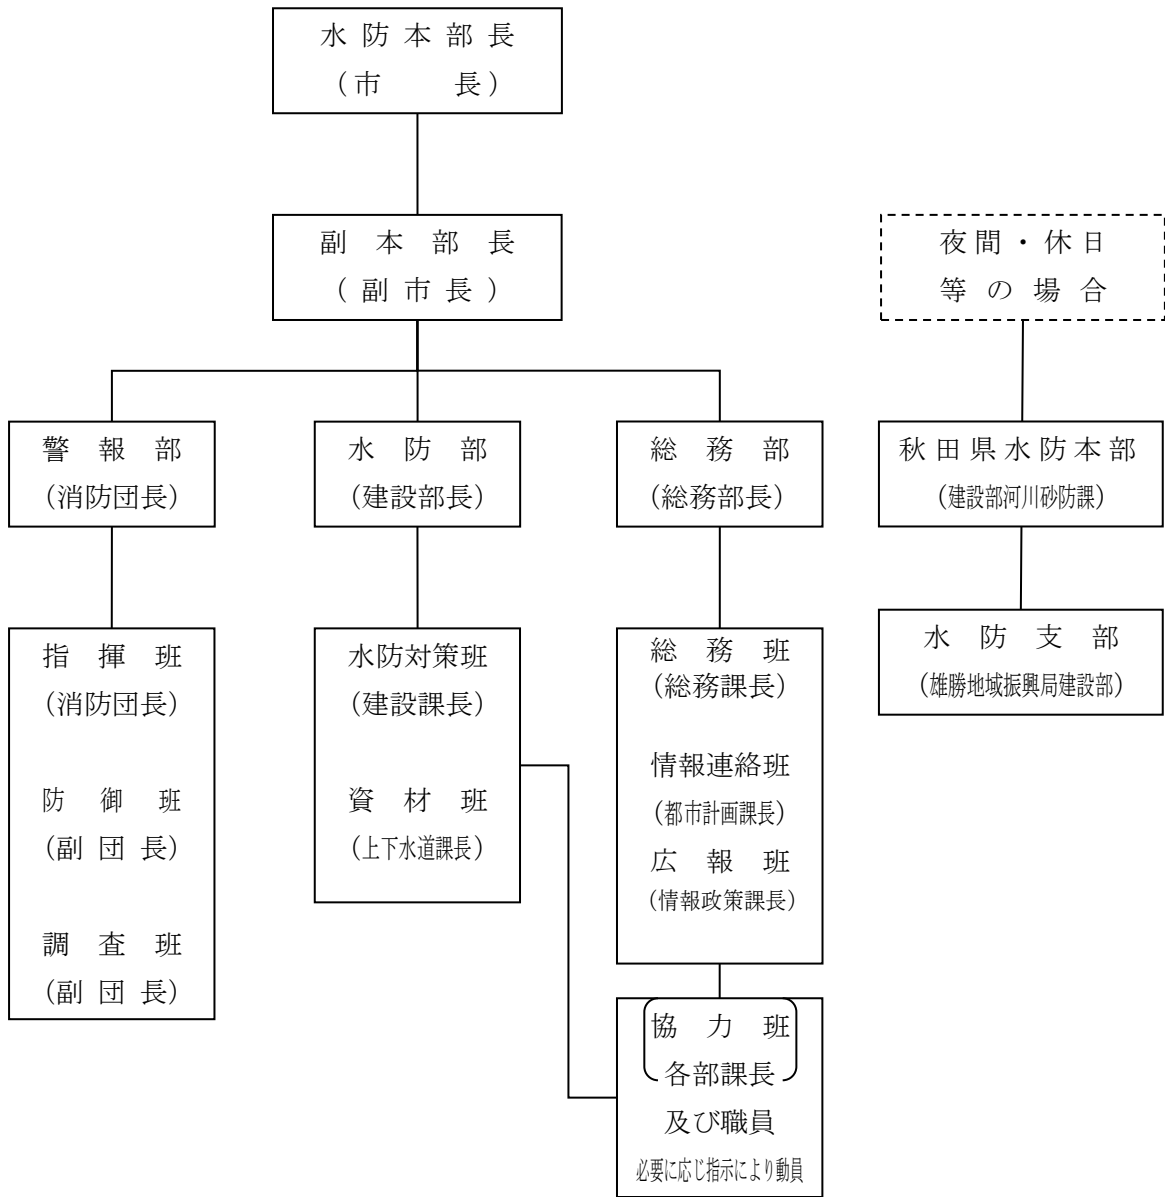 水防本部長
(市長)
副本部長
(副市長)
夜間・休日
等の場合
警報部
(消防団長)
水防部
(建設部長)
総務部
(総務部長)
秋田県水防本部
(建設部河川砂防課)
指揮班
(消防団長)
防御班
(副団長)
調査班
(副団長)
水防対策班
(建設課長)
資材班
(上下水道課長)
総務班
(総務課長)
情報連絡班
(都市計画課長)
広報班
(情報政策課長)
水防支部
(雄勝地域振興局建設部)
協力班
各部課長
及び職員
必要に応じ指示により動員